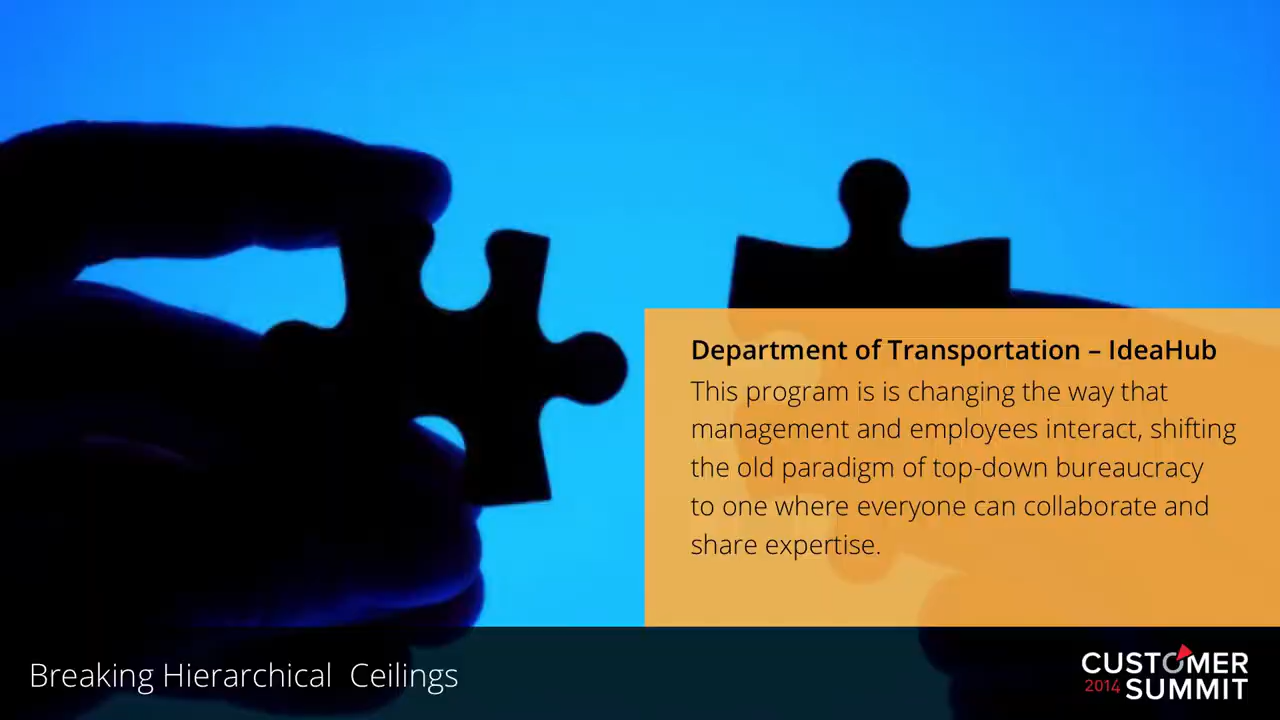 Department of Transportation – IdeaHub
This program is is changing the way that
management and employees interact, shifting
the old paradigm of top-down bureaucracy
to one where everyone can collaborate and
share expertise.
Breaking Hierarchical  Ceilings
CUSTOMER
2014 SUMMIT